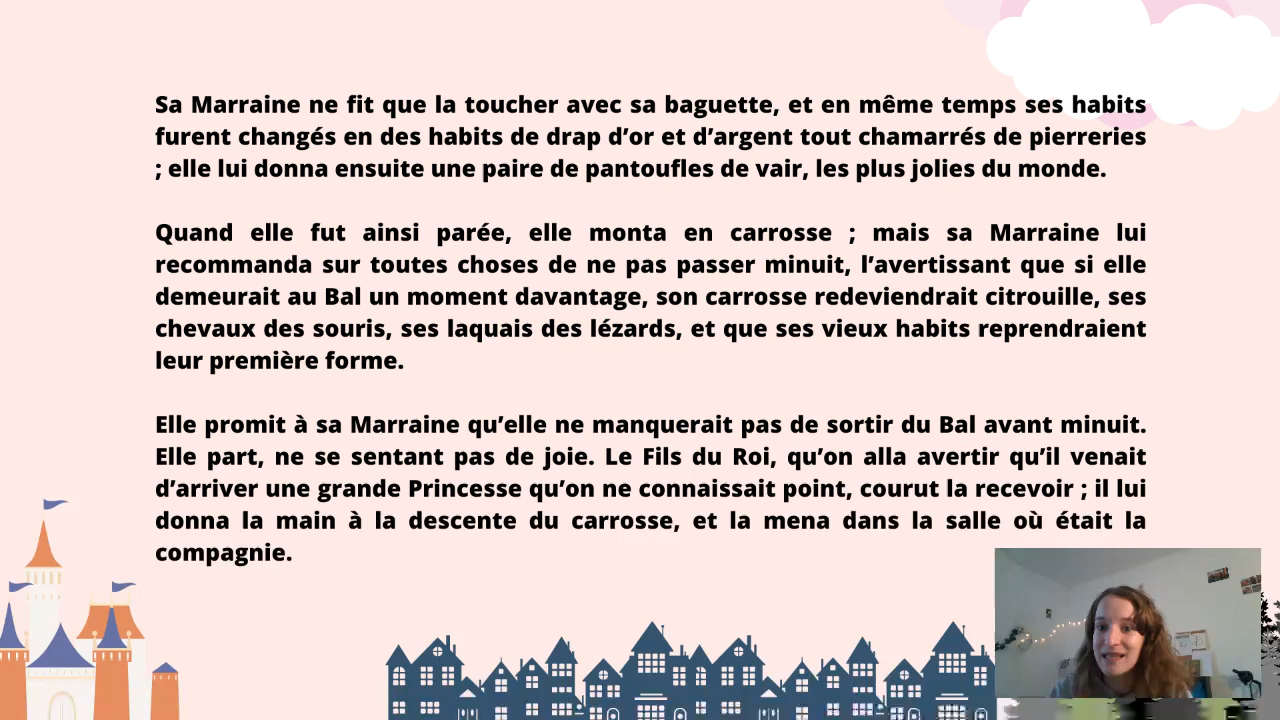 Sa Marraine ne fit que la toucher avec sa baguette, et en même temps ses habits
furent changés en des habits de drap d’or et d’argent tout chamarrés de pierreries
; elle lui donna ensuite une paire de pantoufles de vair, les plus jolies du monde.
Quand elle fut ainsi parée, elle monta en carrosse ; mais sa Marraine lui
recommanda sur toutes choses de ne pas passer minuit, l’avertissant que si elle
demeurait au Bal un moment davantage, son carrosse redeviendrait citrouille, ses
chevaux des souris, ses laquais des lézards, et que ses vieux habits reprendraient
leur première forme.
Elle promit à sa Marraine qu’elle ne manquerait pas de sortir du Bal avant minuit.
Elle part, ne se sentant pas de joie. Le Fils du Roi, qu’on alla avertir qu’il venait
d’arriver une grande Princesse qu’on ne connaissait point, courut la recevoir ; il lui
donna la main à la descente du carrosse, et la mena dans la salle où était la
compagnie.